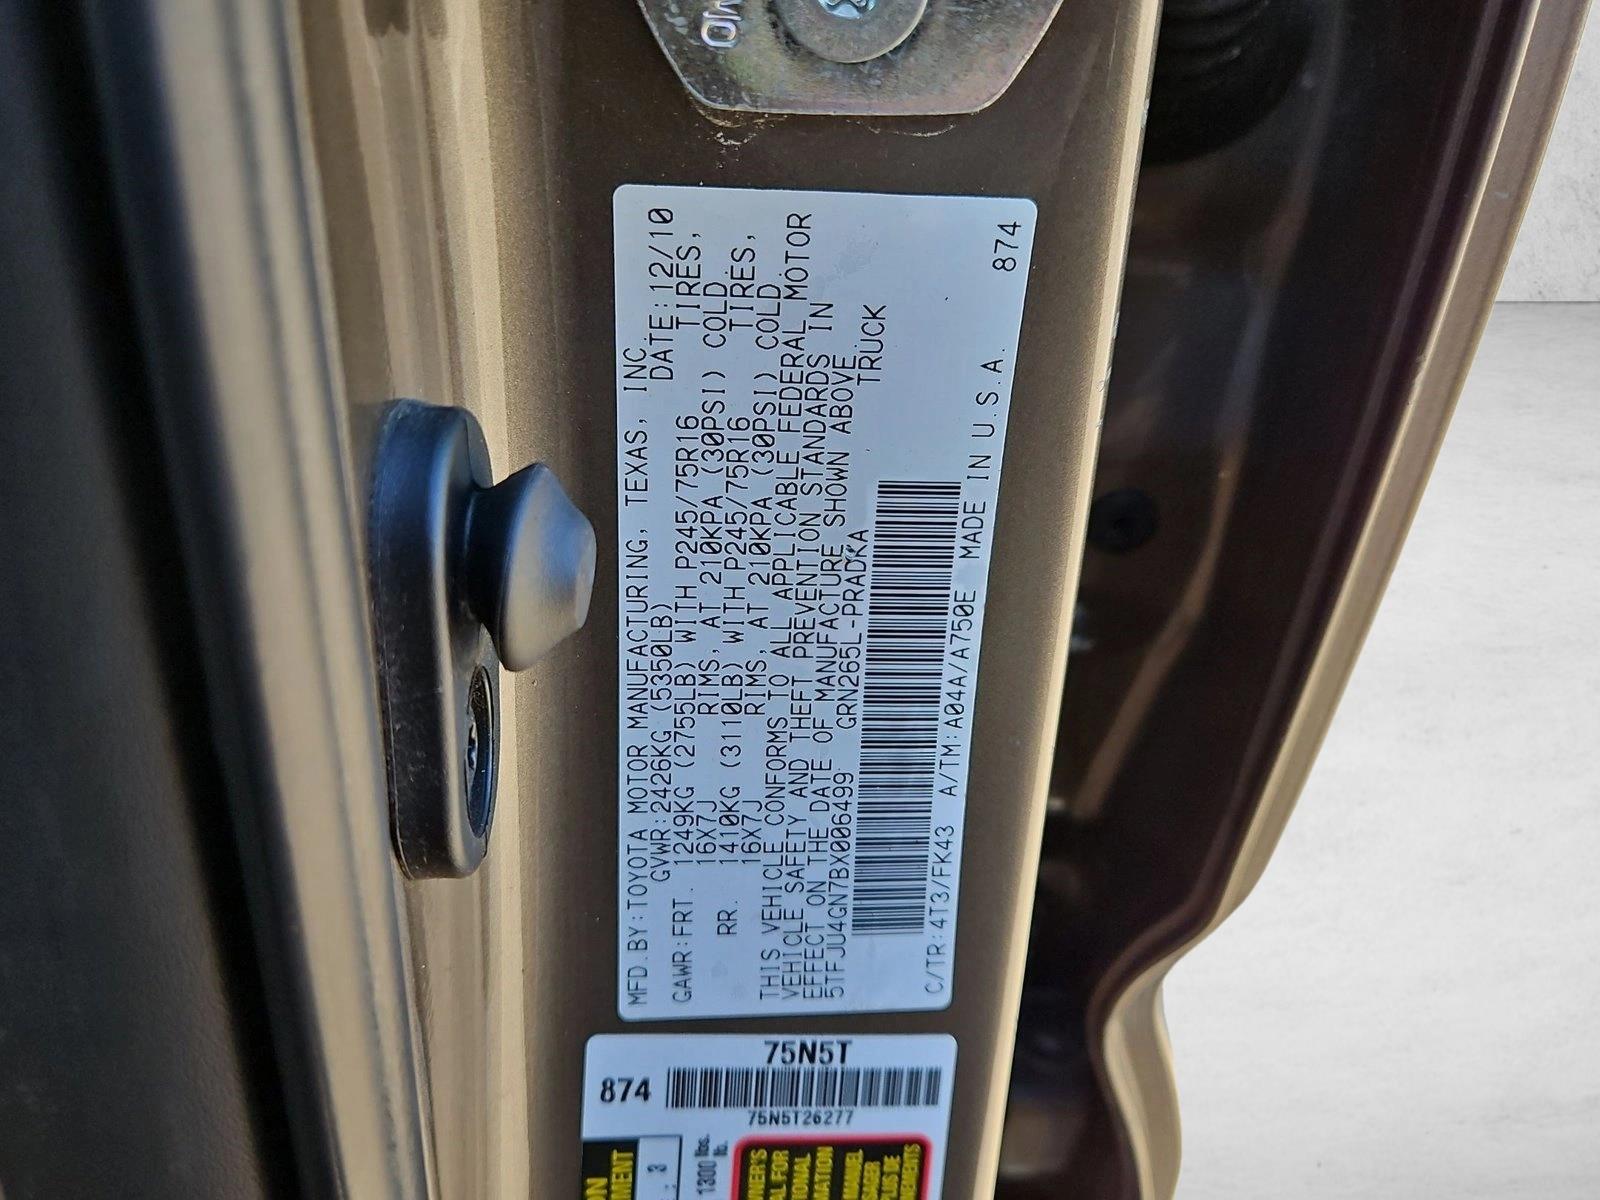 MFD. BY: TOYOTA MOTOR MANUFACTURING, TEXAS, INC.
GVWR: 2426KG (5350LB) DATE: 12/10
GAWR: FRT. 1249KG (2755LB) WITH P245/75R16 TIRES,
16X7J RIMS, AT 210KPA (30PSI) COLD
RR. 1410KG (3110LB) WITH P245/75R16 TIRES,
16X7J RIMS, AT 210KPA (30PSI) COLD
THIS VEHICLE CONFORMS TO ALL APPLICABLE FEDERAL MOTOR
VEHICLE SAFETY AND THEFT PREVENTION STANDARDS IN
EFFECT ON THE DATE OF MANUFACTURE SHOWN ABOVE.
5TFJU4GN7BX006499 GRN265L-PRADKA TRUCK
C/TR: 4T3/FK43 A/TM: A04A/A750E MADE IN U.S.A. 874
75N5T
874
75N5T26277
: 3
1300 lbs.
lb.